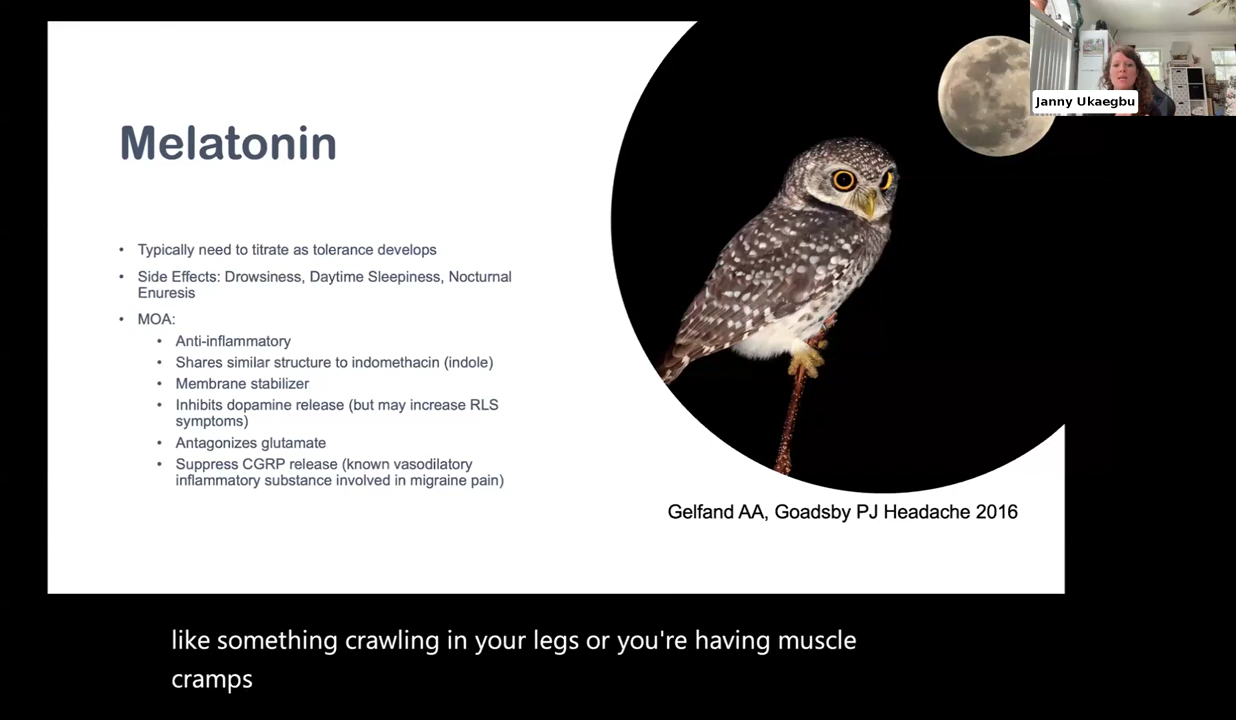 Janny Ukaegbu
Melatonin
• Typically need to titrate as tolerance develops
• Side Effects: Drowsiness, Daytime Sleepiness, Nocturnal
Enuresis
• MOA:
• Anti-inflammatory
• Shares similar structure to indomethacin (indole)
• Membrane stabilizer
• Inhibits dopamine release (but may increase RLS
symptoms)
• Antagonizes glutamate
• Suppress CGRP release (known vasodilatory
inflammatory substance involved in migraine pain)
Gelfand AA, Goadsby PJ Headache 2016
like something crawling in your legs or you're having muscle
cramps